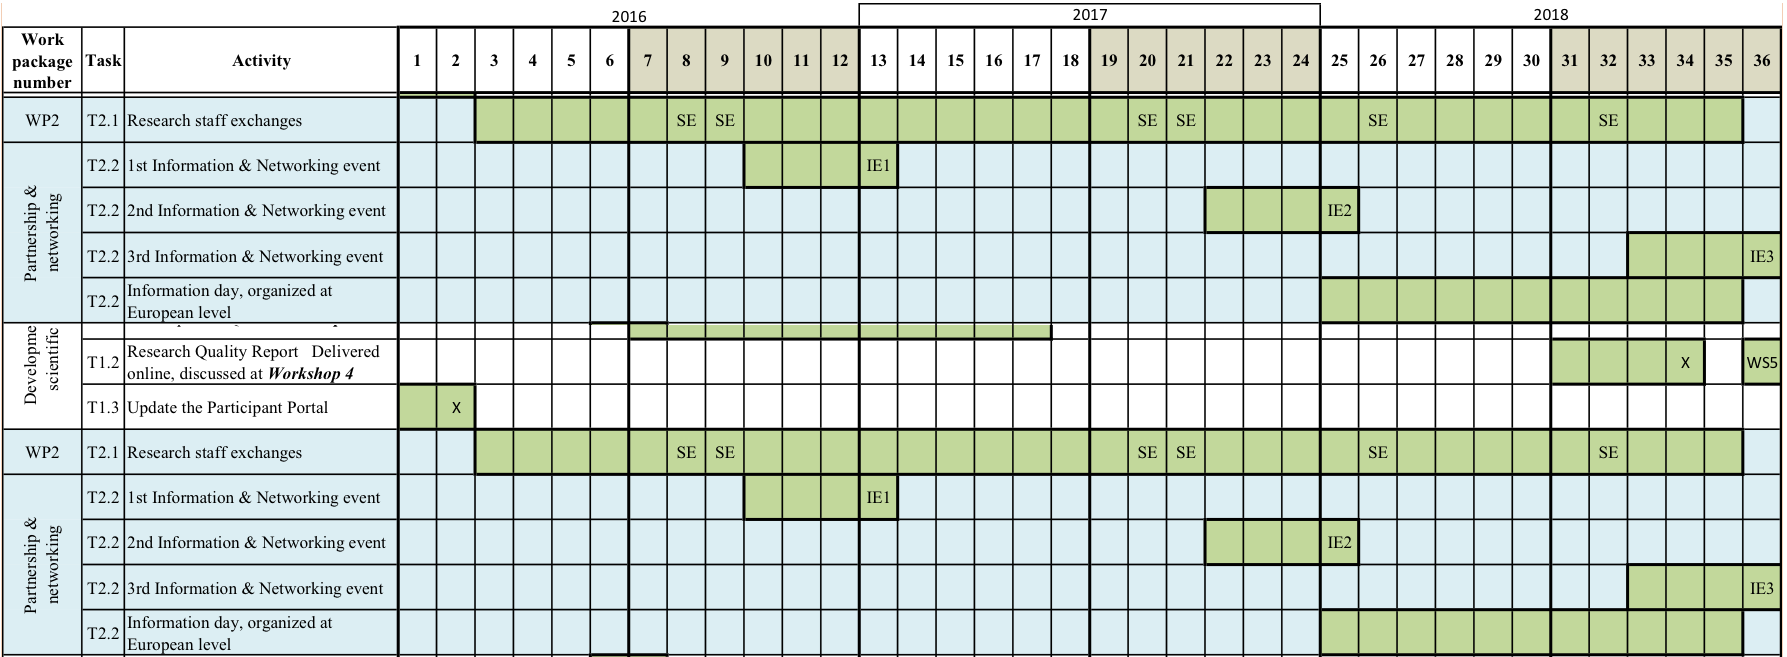 2016 2017 2018
Work package number Task Activity 1 2 3 4 5 6 7 8 9 10 11 12 13 14 15 16 17 18 19 20 21 22 23 24 25 26 27 28 29 30 31 32 33 34 35 36
WP2 T2.1 Research staff exchanges SE SE SE SE SE SE
Partnership &
networking
T2.2 1st Information & Networking event IE1
T2.2 2nd Information & Networking event IE2
T2.2 3rd Information & Networking event IE3
T2.2 Information day, organized at
European level
Developme
scientific
T1.2 Research Quality Report Delivered
online, discussed at Workshop 4 X WS5
T1.3 Update the Participant Portal X
WP2 T2.1 Research staff exchanges SE SE SE SE SE SE
Partnership &
networking
T2.2 1st Information & Networking event IE1
T2.2 2nd Information & Networking event IE2
T2.2 3rd Information & Networking event IE3
T2.2 Information day, organized at
European level